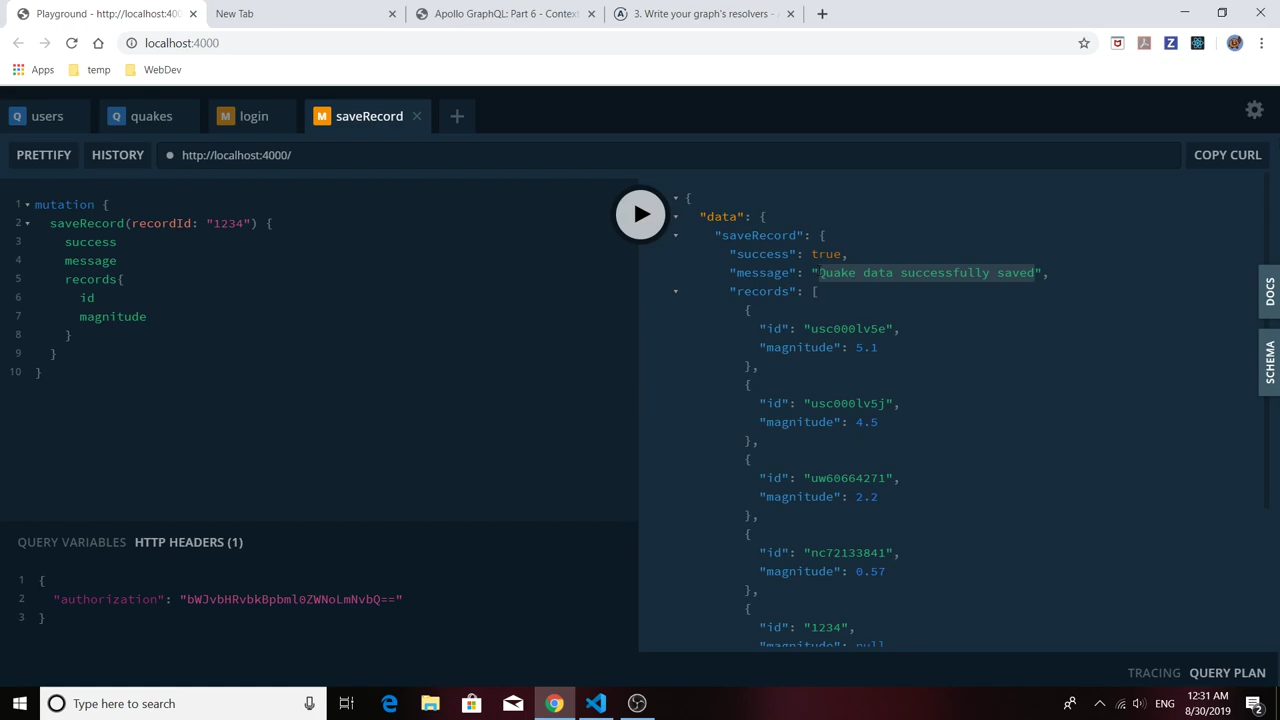 Playground - http://localhost:400
New Tab
Apollo GraphQL: Part 6 - Context
3. Write your graph's resolvers -
localhost:4000
Apps
temp
WebDev
Q users
Q quakes
M login
M saveRecord
PRETTIFY
HISTORY
http://localhost:4000/
COPY CURL
1 mutation {
2 saveRecord(recordId: "1234") {
3 success
4 message
5 records{
6 id
7 magnitude
8 }
9 }
10 }
{
"data": {
"saveRecord": {
"success": true,
"message": "Quake data successfully saved",
"records": [
{
"id": "usc000lv5e",
"magnitude": 5.1
},
{
"id": "usc000lv5j",
"magnitude": 4.5
},
{
"id": "uw60664271",
"magnitude": 2.2
},
{
"id": "nc72133841",
"magnitude": 0.57
},
{
"id": "1234",
"magnitude": null
DOCS
SCHEMA
QUERY VARIABLES
HTTP HEADERS (1)
1 {
2 "authorization": "bWJvbHRvbkBpbml0ZWNoLmNvbQ=="
3 }
TRACING
QUERY PLAN
Type here to search
ENG
12:31 AM
8/30/2019
2